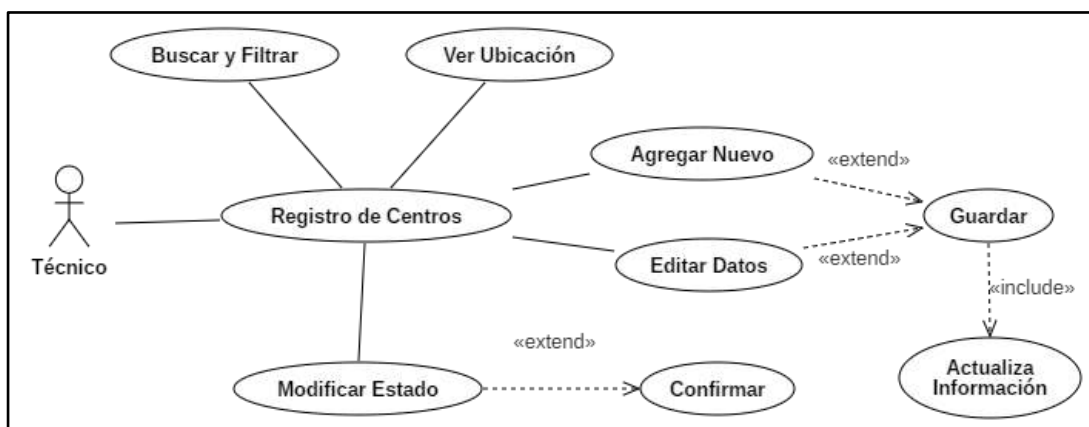 Buscar y Filtrar
Ver Ubicación
Agregar Nuevo
«extend»
Registro de Centros
Guardar
Técnico
Editar Datos
«extend»
«include»
«extend»
Modificar Estado
Confirmar
Actualiza
Información